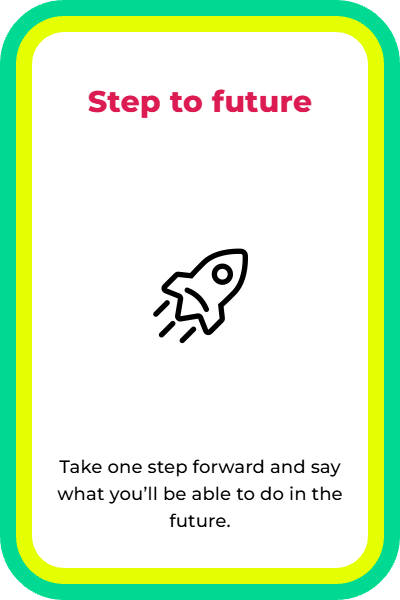 Step to future
Take one step forward and say
what you’ll be able to do in the
future.